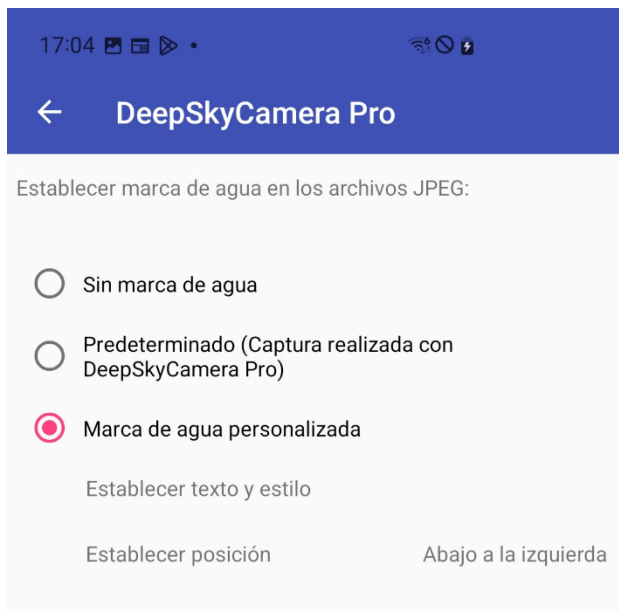 17:04
DeepSkyCamera Pro
Establecer marca de agua en los archivos JPEG:
Sin marca de agua
Predeterminado (Captura realizada con
DeepSkyCamera Pro)
Marca de agua personalizada
Establecer texto y estilo
Establecer posición Abajo a la izquierda